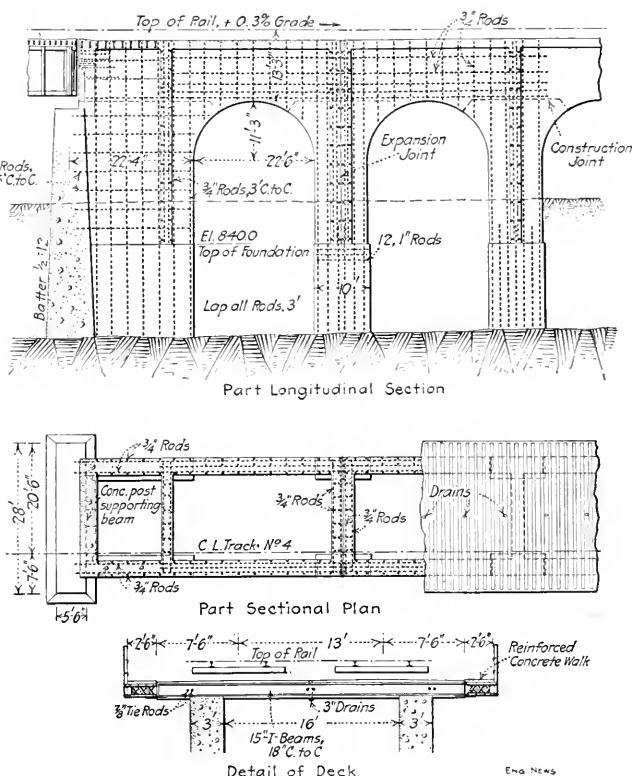 Top of Rail, + 0.3% Grade
3/4" Rods
13'3"
11'3"
Rods,
C. to C.
22'4"
22'6"
3/4" Rods, 3' C. to C.
Expansion
Joint
Construction
Joint
El. 840.0
Top of Foundation
12, 1" Rods
Batter 1/2:12
10'
Lap all Rods, 3'
Part Longitudinal Section
3/4" Rods
28'
20'6"
7'6"
Conc. post
supporting
beam
3/4" Rods
3/4" Rods
Drains
C. L. Track Nº 4
3/4" Rods
5'6"
Part Sectional Plan
2'6" 7'6" 13' 7'6" 2'6"
Top of Rail
Reinforced
Concrete Walk
Tie Rods
3" Drains
3' 16' 3'
15" I-Beams,
18" C. to C
Detail of Deck
ENG NEWS